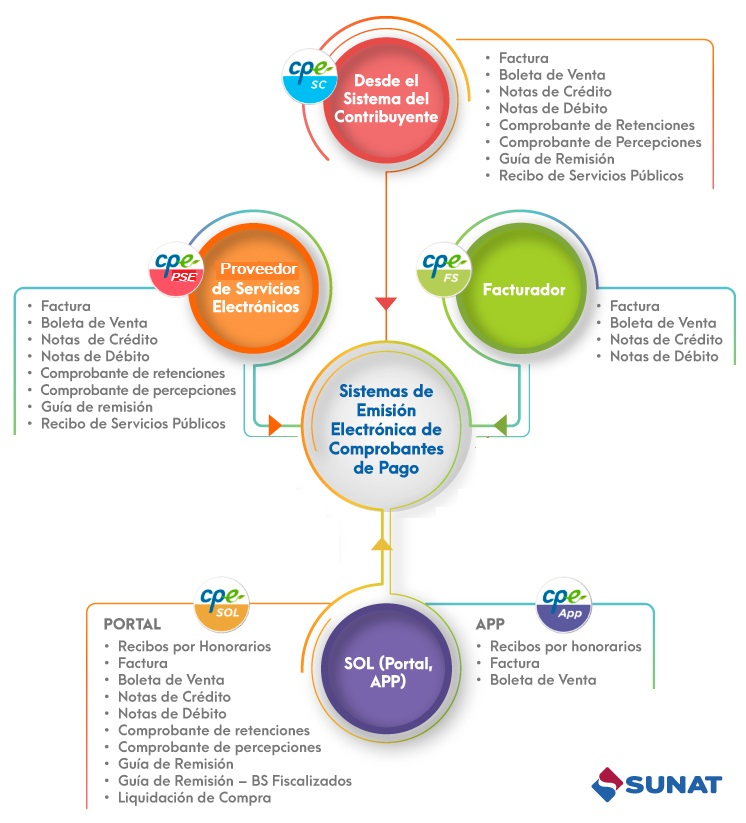 cpe
SC
Desde el
Sistema del
Contribuyente
• Factura
• Boleta de Venta
• Notas de Crédito
• Notas de Débito
• Comprobante de Retenciones
• Comprobante de Percepciones
• Guía de Remisión
• Recibo de Servicios Públicos
cpe
PSE
Proveedor
de Servicios
Electrónicos
• Factura
• Boleta de Venta
• Notas de Crédito
• Notas de Débito
• Comprobante de retenciones
• Comprobante de percepciones
• Guía de remisión
• Recibo de Servicios Públicos
cpe
FS
Facturador
• Factura
• Boleta de Venta
• Notas de Crédito
• Notas de Débito
Sistemas de
Emisión
Electrónica de
Comprobantes
de Pago
cpe
SOL
PORTAL
• Recibos por Honorarios
• Factura
• Boleta de Venta
• Notas de Crédito
• Notas de Débito
• Comprobante de retenciones
• Comprobante de percepciones
• Guía de Remisión
• Guía de Remisión – BS Fiscalizados
• Liquidación de Compra
SOL (Portal,
APP)
cpe
App
APP
• Recibos por honorarios
• Factura
• Boleta de Venta
SUNAT